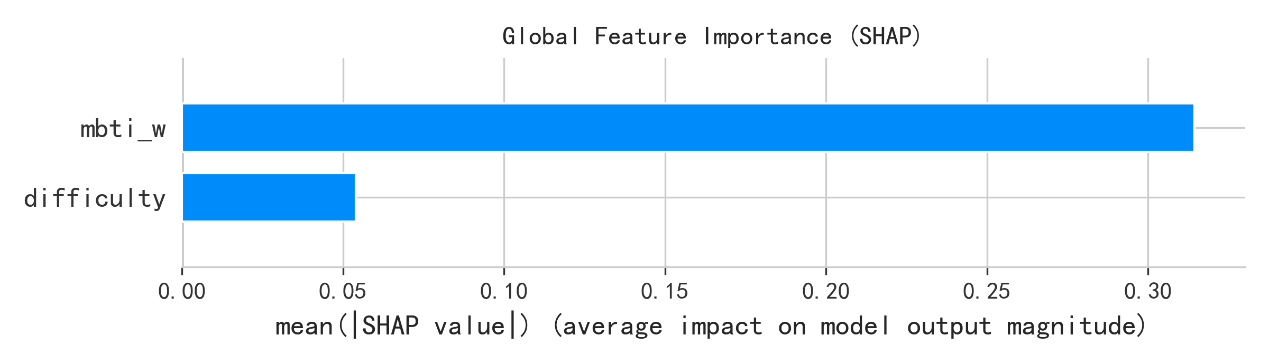 Global Feature Importance (SHAP)
mbti_w
difficulty
0.00 0.05 0.10 0.15 0.20 0.25 0.30
mean(|SHAP value|) (average impact on model output magnitude)